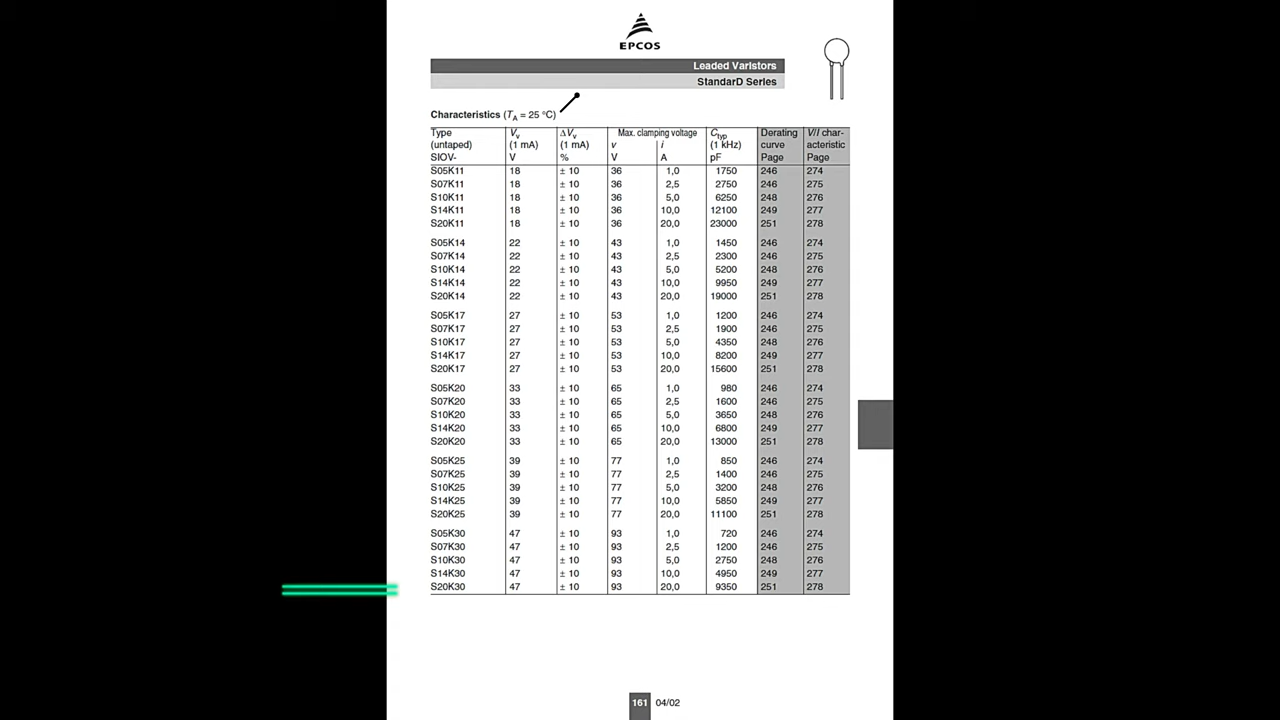 EPCOS
Leaded Varistors
StandarD Series
Characteristics (TA = 25 °C)
Type Vv ΔVv Max. clamping voltage Ctyp Derating V/I char-
(untaped) (1 mA) (1 mA) v i (1 kHz) curve acteristic
SIOV- V % V A pF Page Page
S05K11 18 ± 10 36 1,0 1750 246 274
S07K11 18 ± 10 36 2,5 2750 246 275
S10K11 18 ± 10 36 5,0 6250 248 276
S14K11 18 ± 10 36 10,0 12100 249 277
S20K11 18 ± 10 36 20,0 23000 251 278
S05K14 22 ± 10 43 1,0 1450 246 274
S07K14 22 ± 10 43 2,5 2300 246 275
S10K14 22 ± 10 43 5,0 5200 248 276
S14K14 22 ± 10 43 10,0 9950 249 277
S20K14 22 ± 10 43 20,0 19000 251 278
S05K17 27 ± 10 53 1,0 1200 246 274
S07K17 27 ± 10 53 2,5 1900 246 275
S10K17 27 ± 10 53 5,0 4350 248 276
S14K17 27 ± 10 53 10,0 8200 249 277
S20K17 27 ± 10 53 20,0 15600 251 278
S05K20 33 ± 10 65 1,0 980 246 274
S07K20 33 ± 10 65 2,5 1600 246 275
S10K20 33 ± 10 65 5,0 3650 248 276
S14K20 33 ± 10 65 10,0 6800 249 277
S20K20 33 ± 10 65 20,0 13000 251 278
S05K25 39 ± 10 77 1,0 850 246 274
S07K25 39 ± 10 77 2,5 1400 246 275
S10K25 39 ± 10 77 5,0 3200 248 276
S14K25 39 ± 10 77 10,0 5850 249 277
S20K25 39 ± 10 77 20,0 11100 251 278
S05K30 47 ± 10 93 1,0 720 246 274
S07K30 47 ± 10 93 2,5 1200 246 275
S10K30 47 ± 10 93 5,0 2750 248 276
S14K30 47 ± 10 93 10,0 4950 249 277
S20K30 47 ± 10 93 20,0 9350 251 278
161 04/02